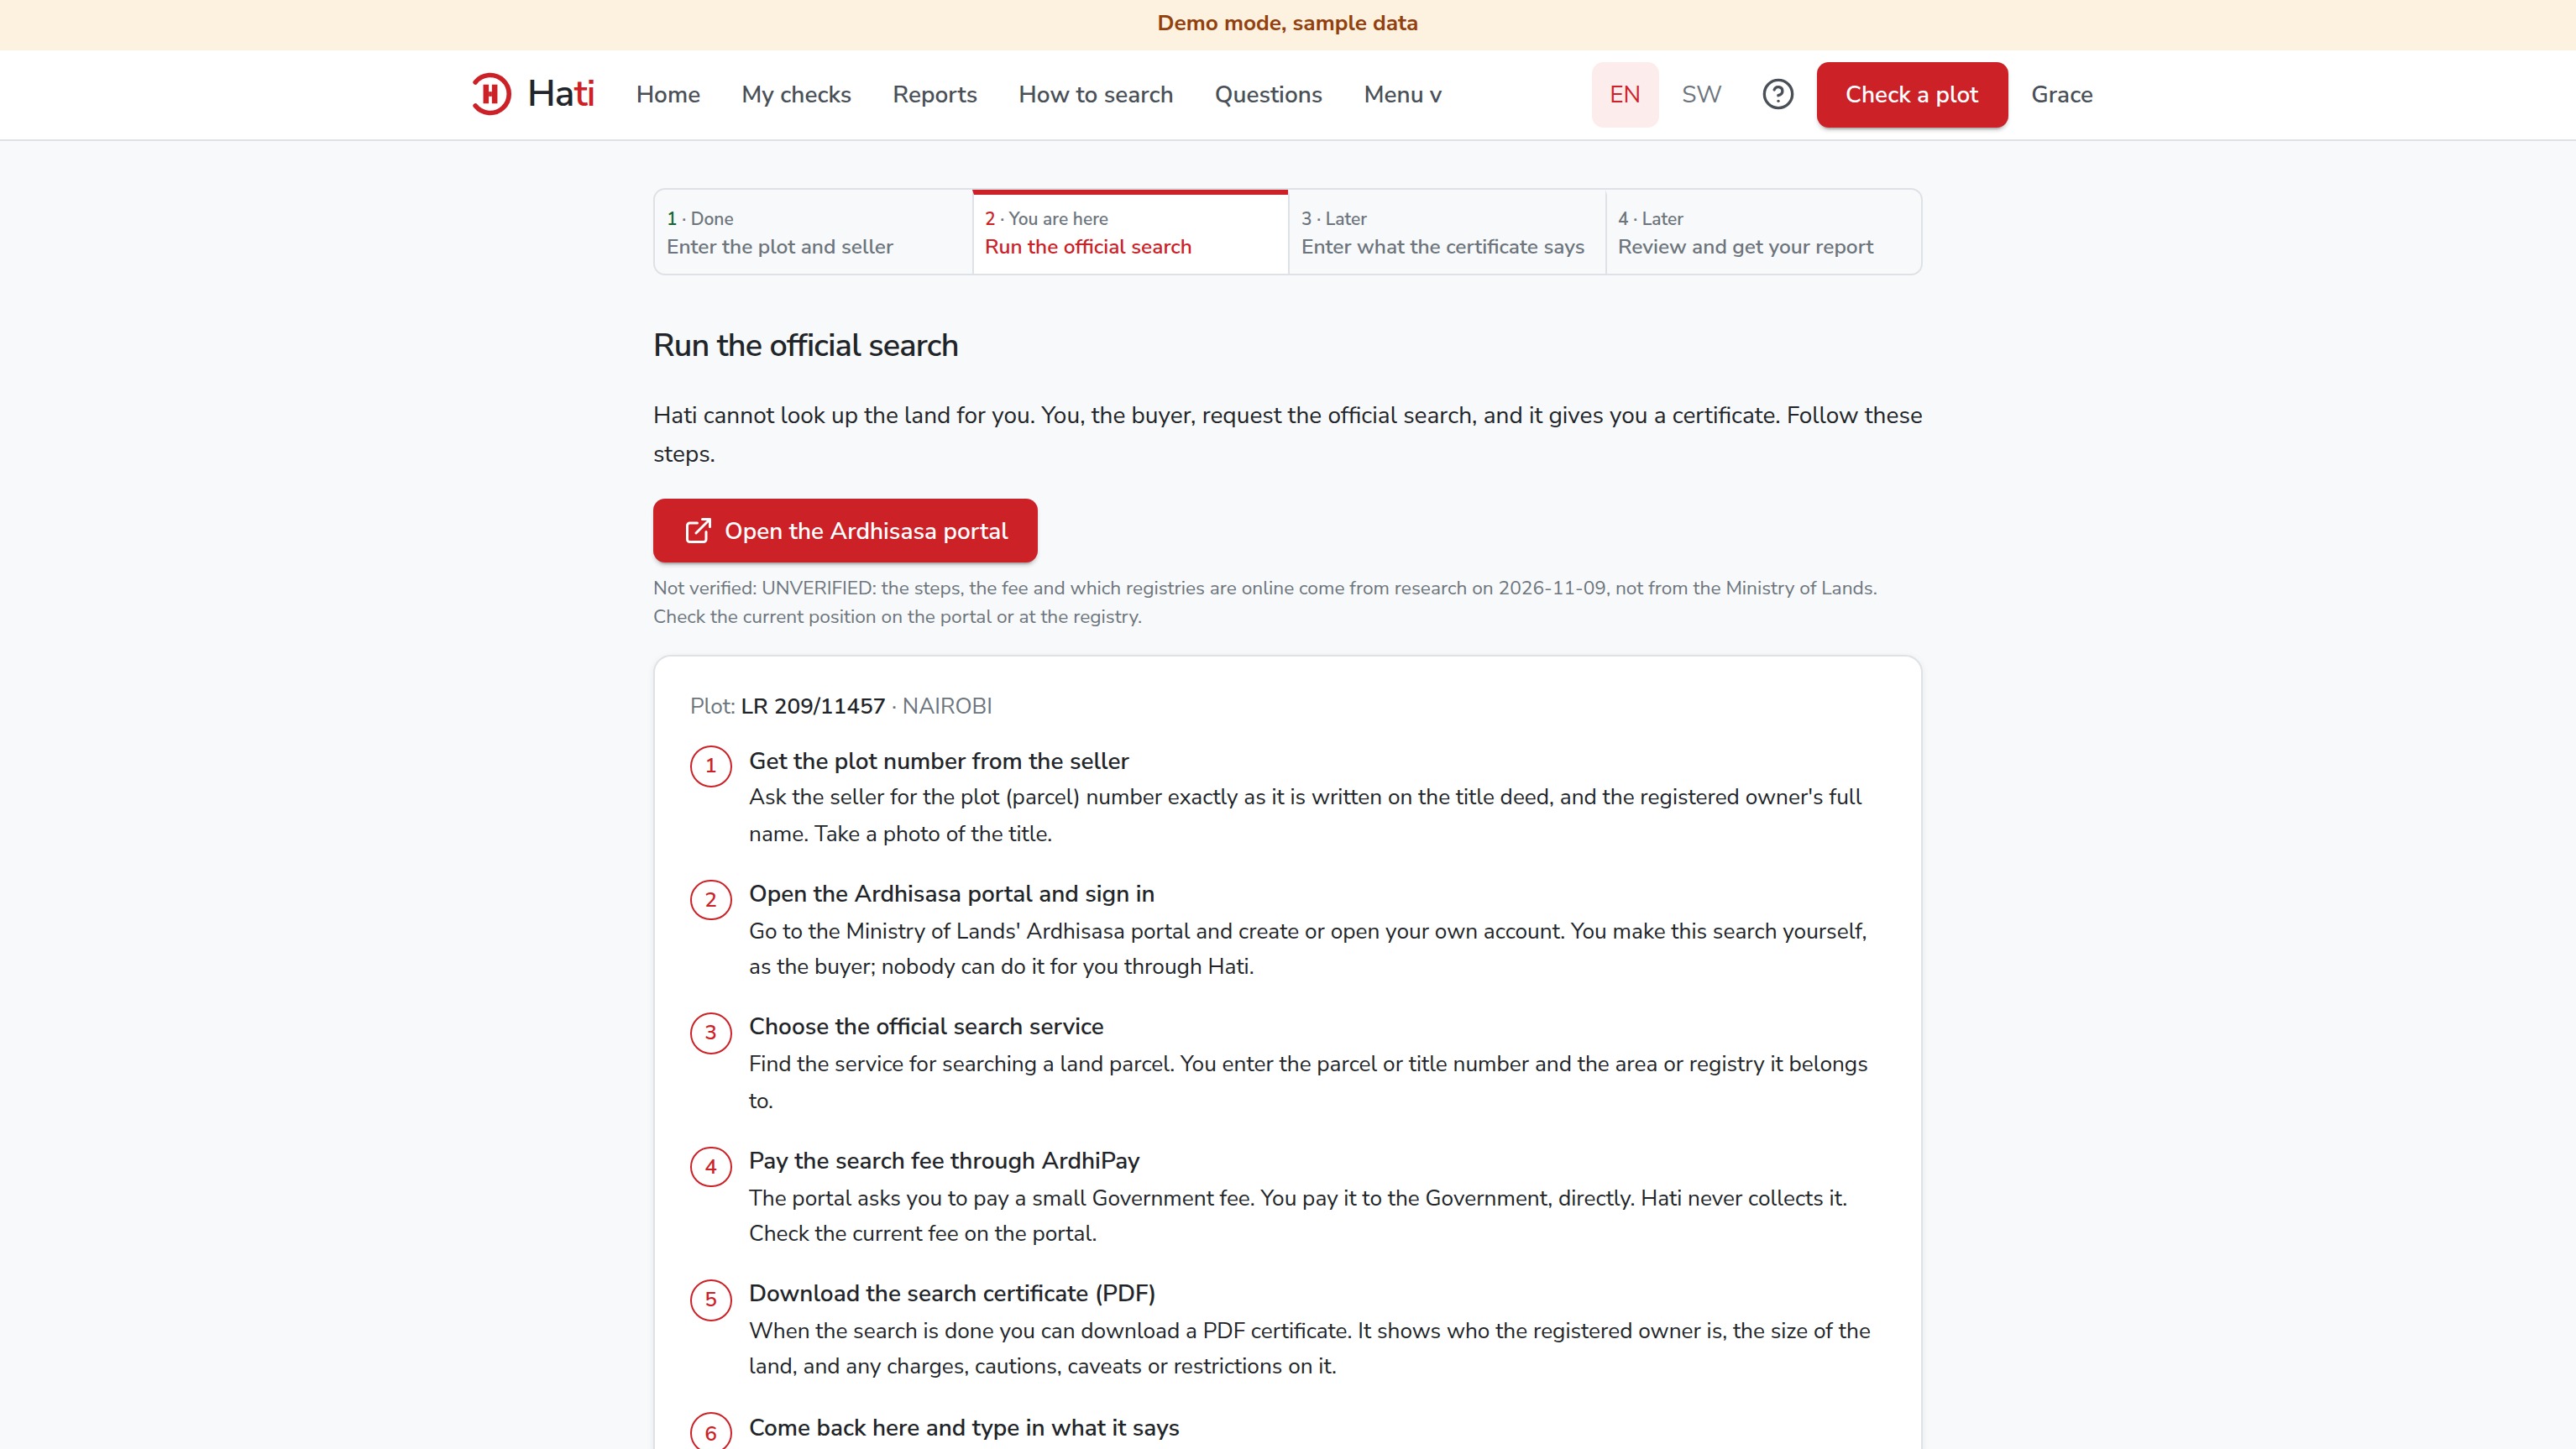 Demo mode, sample data
Hati
Home
My checks
Reports
How to search
Questions
Menu v
EN
SW
?
Check a plot
Grace
1 · Done
Enter the plot and seller
2 · You are here
Run the official search
3 · Later
Enter what the certificate says
4 · Later
Review and get your report
Run the official search
Hati cannot look up the land for you. You, the buyer, request the official search, and it gives you a certificate. Follow these
steps.
Open the Ardhisasa portal
Not verified: UNVERIFIED: the steps, the fee and which registries are online come from research on 2026-11-09, not from the Ministry of Lands.
Check the current position on the portal or at the registry.
Plot: LR 209/11457 · NAIROBI
1
Get the plot number from the seller
Ask the seller for the plot (parcel) number exactly as it is written on the title deed, and the registered owner's full
name. Take a photo of the title.
2
Open the Ardhisasa portal and sign in
Go to the Ministry of Lands' Ardhisasa portal and create or open your own account. You make this search yourself,
as the buyer; nobody can do it for you through Hati.
3
Choose the official search service
Find the service for searching a land parcel. You enter the parcel or title number and the area or registry it belongs
to.
4
Pay the search fee through ArdhiPay
The portal asks you to pay a small Government fee. You pay it to the Government, directly. Hati never collects it.
Check the current fee on the portal.
5
Download the search certificate (PDF)
When the search is done you can download a PDF certificate. It shows who the registered owner is, the size of the
land, and any charges, cautions, caveats or restrictions on it.
6
Come back here and type in what it says